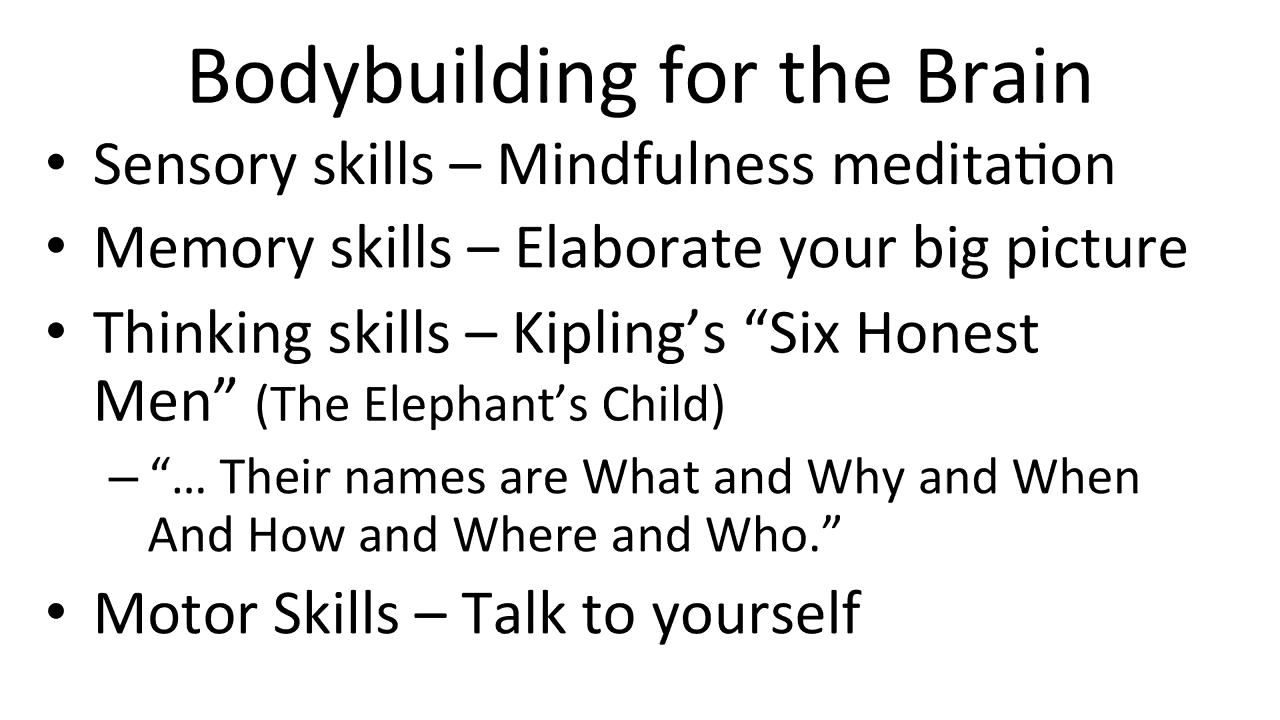 Bodybuilding for the Brain
• Sensory skills – Mindfulness meditation
• Memory skills – Elaborate your big picture
• Thinking skills – Kipling’s “Six Honest
Men” (The Elephant’s Child)
– “… Their names are What and Why and When
And How and Where and Who.”
• Motor Skills – Talk to yourself